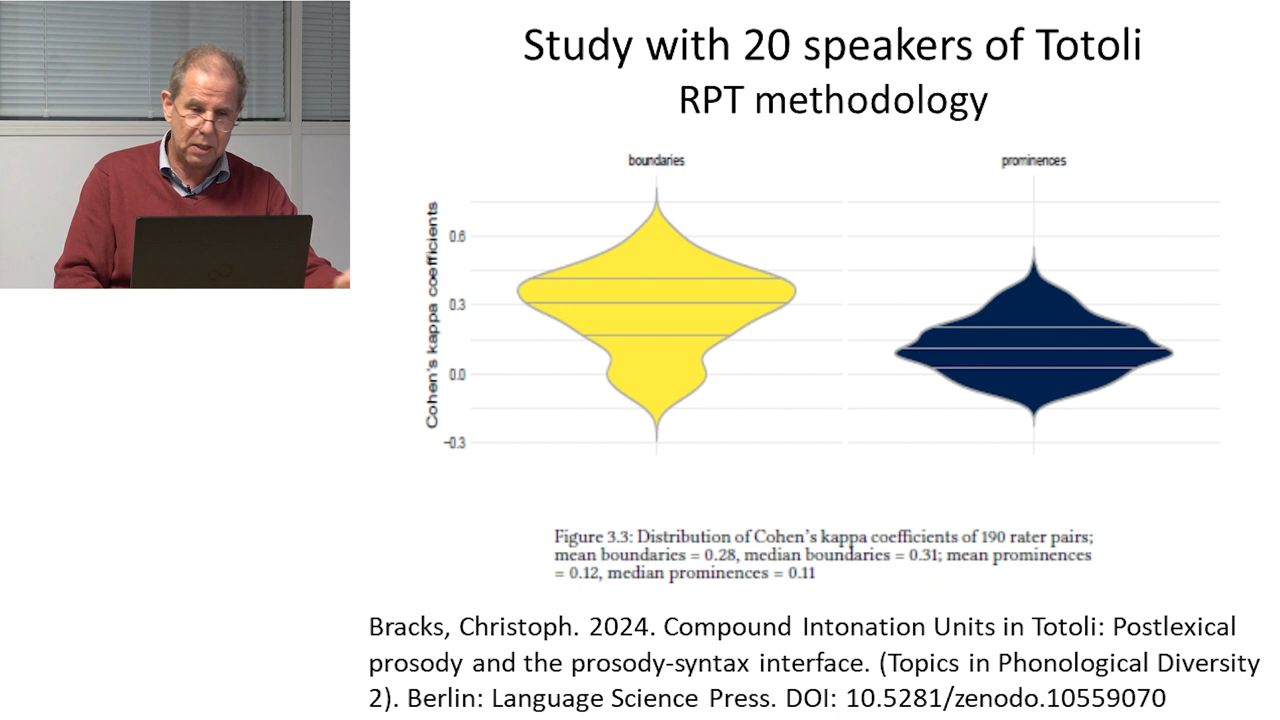 Study with 20 speakers of Totoli
RPT methodology
boundaries
prominences
Cohen's kappa coefficients
0.6
0.3
0.0
−0.3
Figure 3.3: Distribution of Cohen's kappa coefficients of 190 rater pairs;
mean boundaries = 0.28, median boundaries = 0.31; mean prominences
= 0.12, median prominences = 0.11
Bracks, Christoph. 2024. Compound Intonation Units in Totoli: Postlexical
prosody and the prosody-syntax interface. (Topics in Phonological Diversity
2). Berlin: Language Science Press. DOI: 10.5281/zenodo.10559070